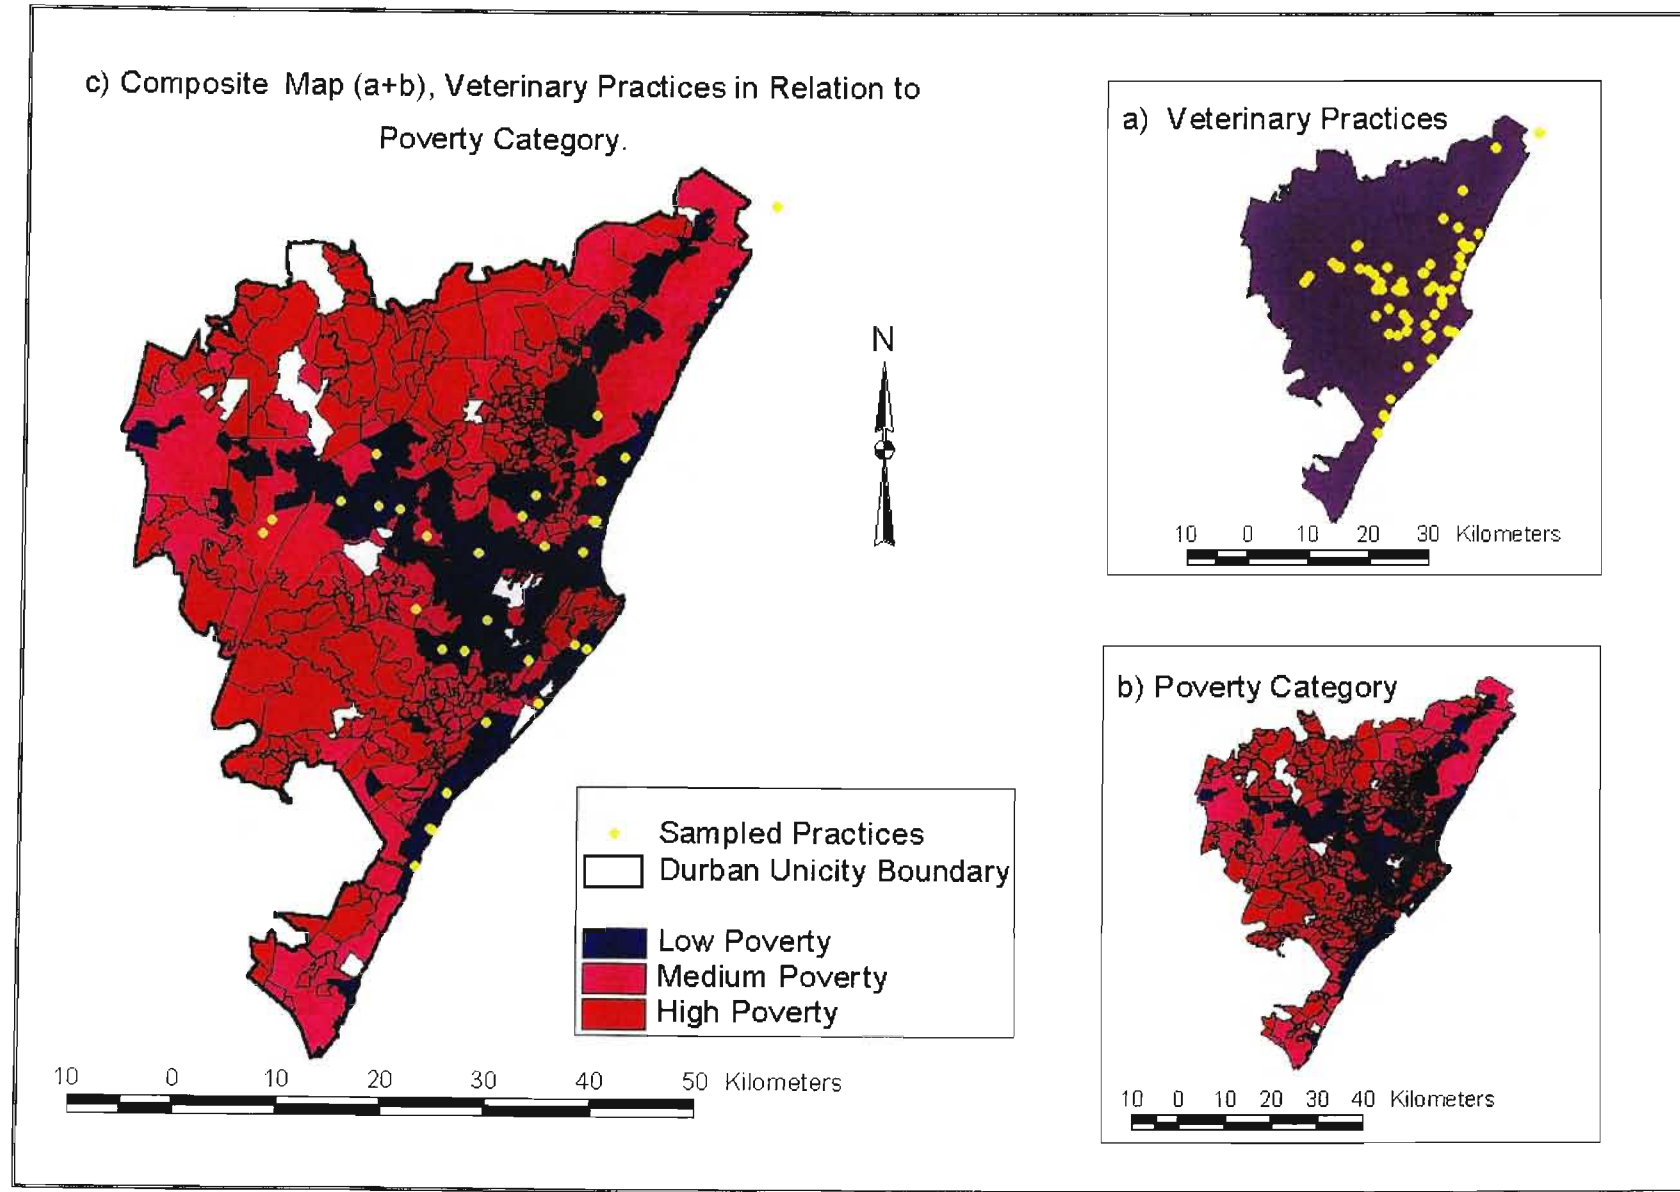 c) Composite Map (a+b), Veterinary Practices in Relation to
Poverty Category.
N
Sampled Practices
Durban Unicity Boundary
Low Poverty
Medium Poverty
High Poverty
10 0 10 20 30 40 50 Kilometers
a) Veterinary Practices
10 0 10 20 30 Kilometers
b) Poverty Category
10 0 10 20 30 40 Kilometers